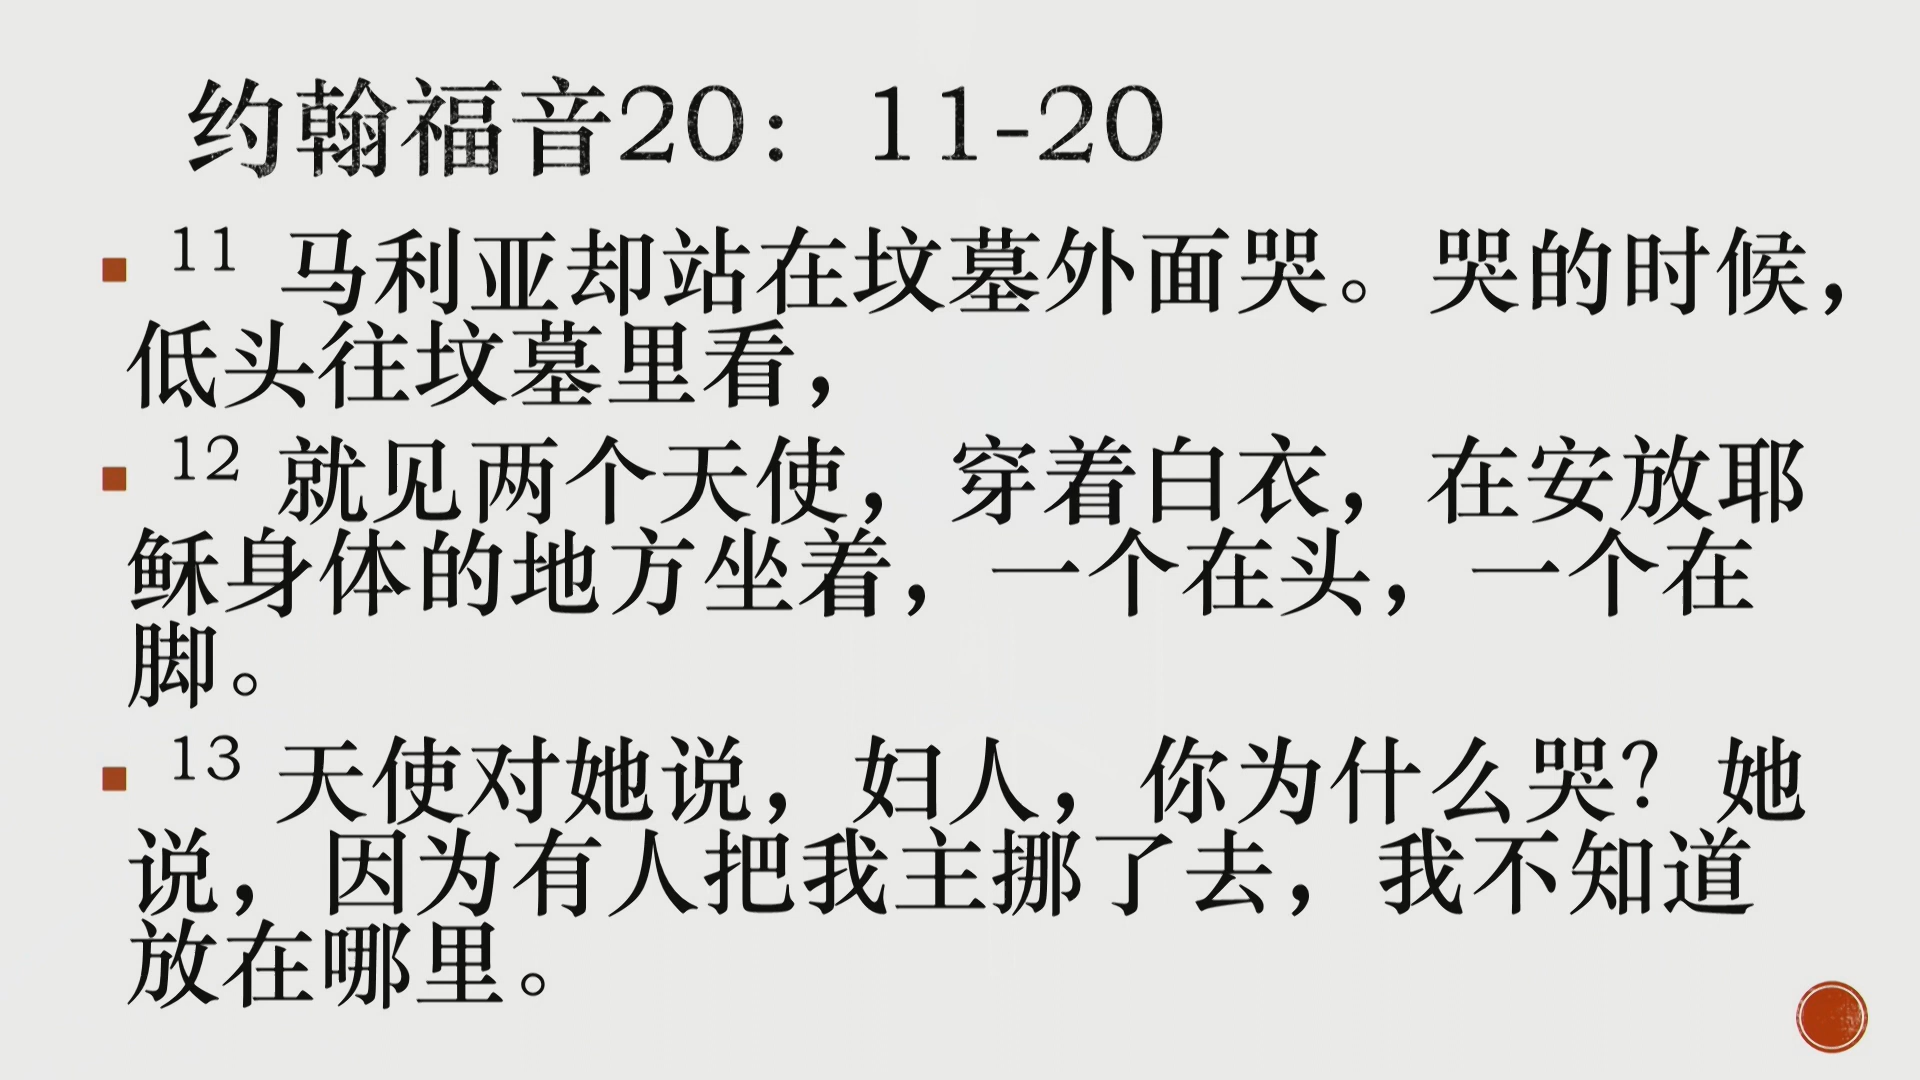 约翰福音20：11-20
11 马利亚却站在坟墓外面哭。哭的时候，
低头往坟墓里看，
12 就见两个天使，穿着白衣，在安放耶
稣身体的地方坐着，一个在头，一个在
脚。
13 天使对她说，妇人，你为什么哭？她
说，因为有人把我主挪了去，我不知道
放在哪里。